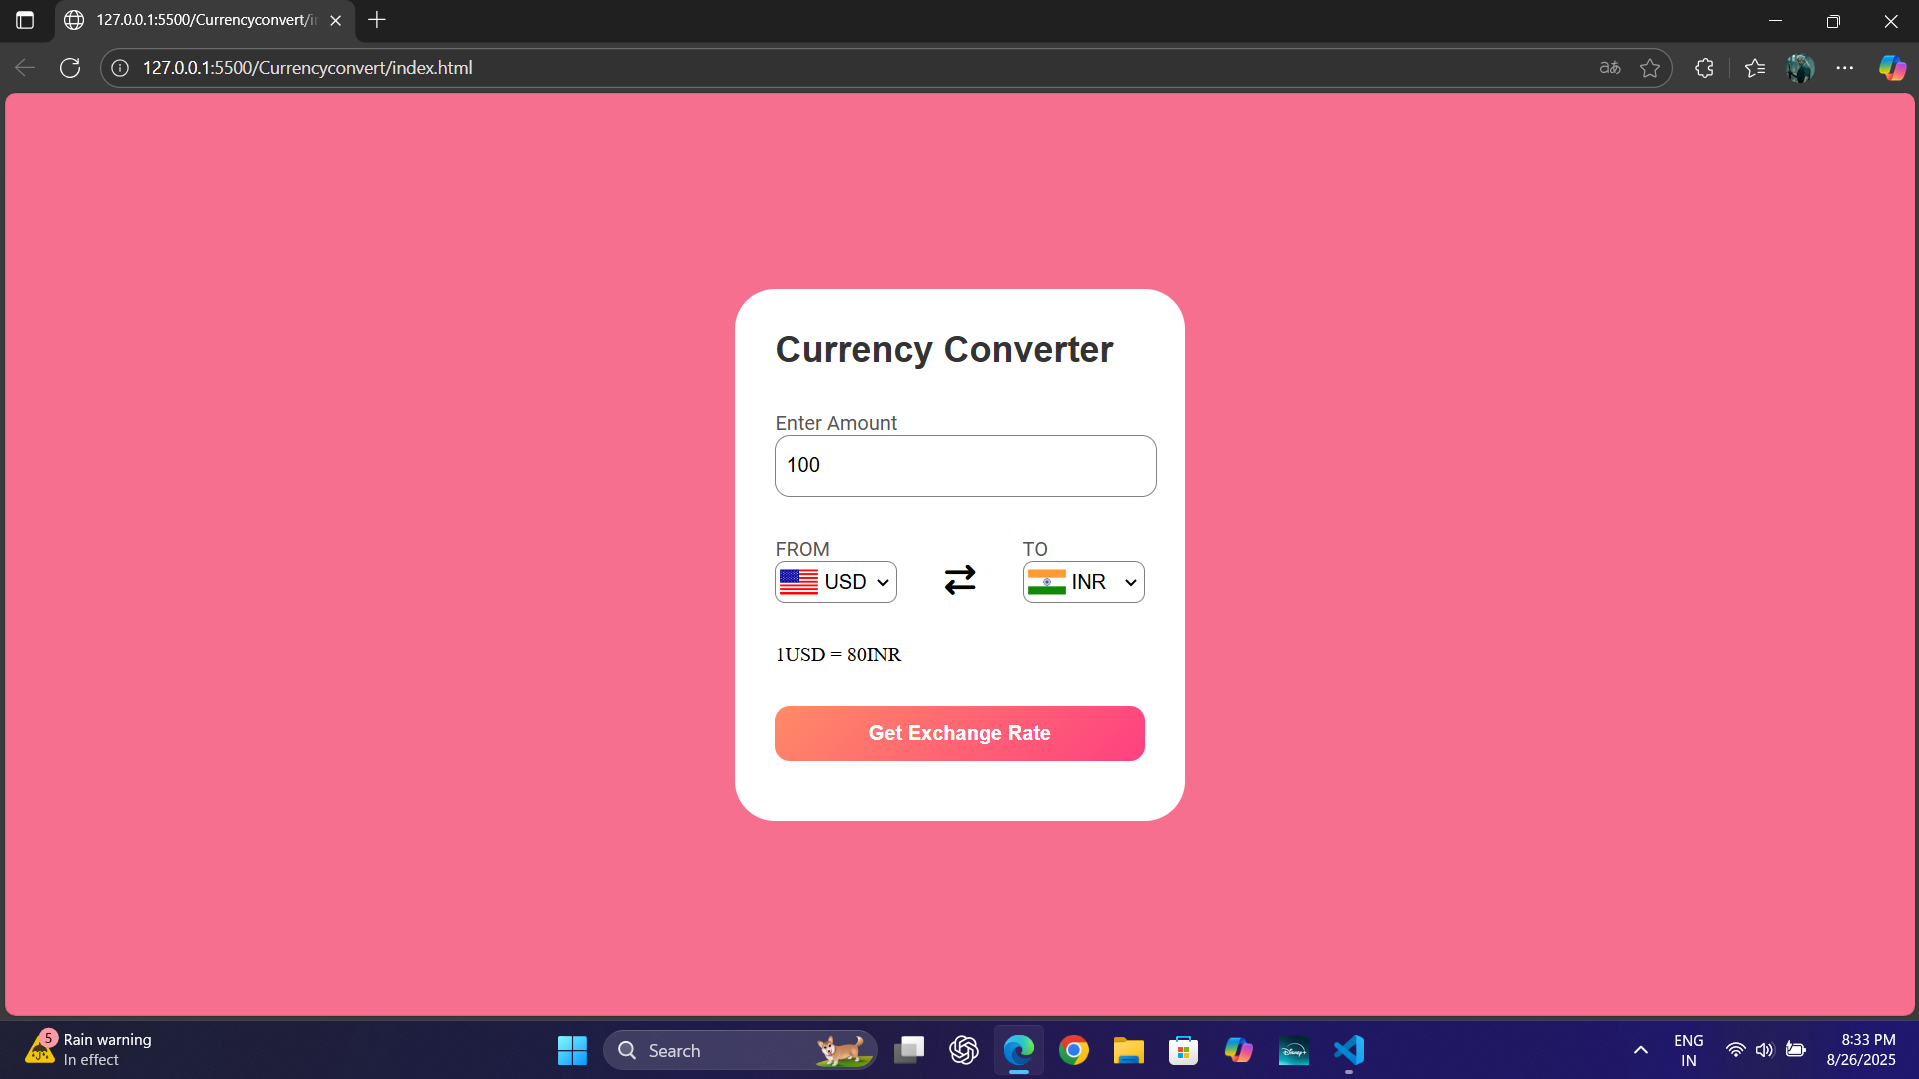 127.0.0.1:5500/Currencyconvert/i
127.0.0.1:5500/Currencyconvert/index.html
Currency Converter
Enter Amount
100
FROM
TO
USD
INR
1USD = 80INR
Get Exchange Rate
5
Rain warning
In effect
Search
Disney+
ENG
IN
8:33 PM
8/26/2025